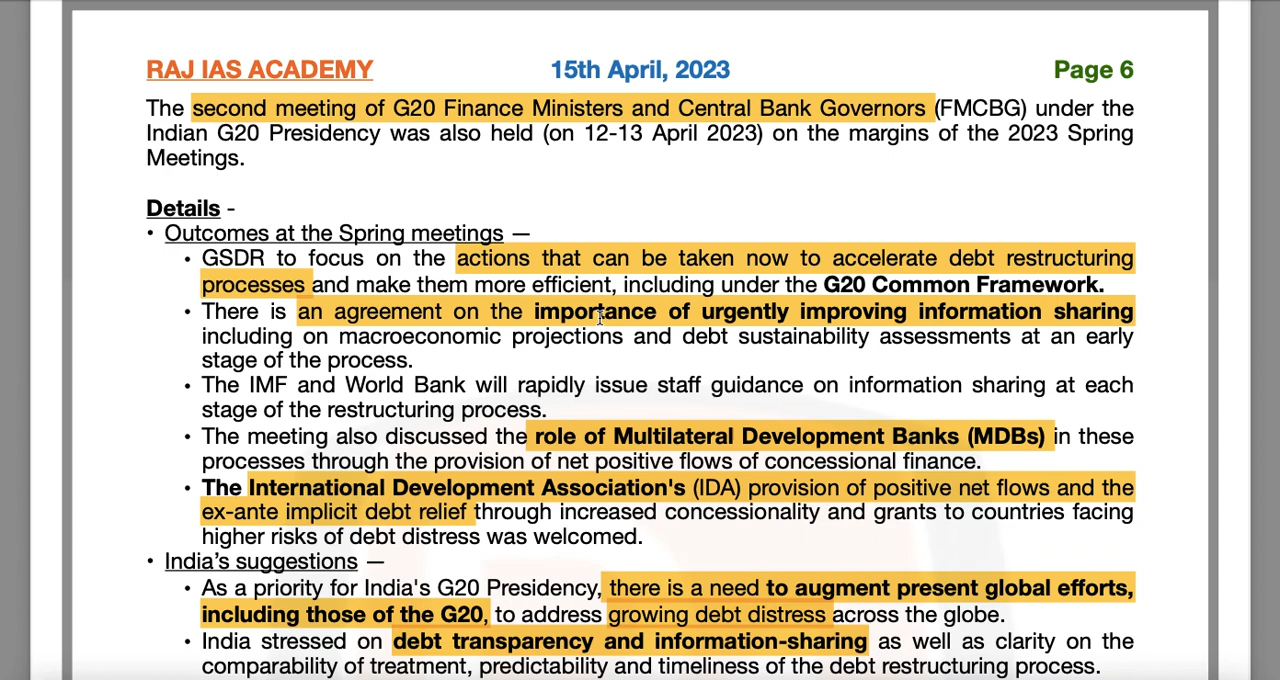 RAJ IAS ACADEMY 15th April, 2023 Page 6
The second meeting of G20 Finance Ministers and Central Bank Governors (FMCBG) under the
Indian G20 Presidency was also held (on 12-13 April 2023) on the margins of the 2023 Spring
Meetings.
Details -
• Outcomes at the Spring meetings —
• GSDR to focus on the actions that can be taken now to accelerate debt restructuring
processes and make them more efficient, including under the G20 Common Framework.
• There is an agreement on the importance of urgently improving information sharing
including on macroeconomic projections and debt sustainability assessments at an early
stage of the process.
• The IMF and World Bank will rapidly issue staff guidance on information sharing at each
stage of the restructuring process.
• The meeting also discussed the role of Multilateral Development Banks (MDBs) in these
processes through the provision of net positive flows of concessional finance.
• The International Development Association's (IDA) provision of positive net flows and the
ex-ante implicit debt relief through increased concessionality and grants to countries facing
higher risks of debt distress was welcomed.
• India’s suggestions —
• As a priority for India's G20 Presidency, there is a need to augment present global efforts,
including those of the G20, to address growing debt distress across the globe.
• India stressed on debt transparency and information-sharing as well as clarity on the
comparability of treatment, predictability and timeliness of the debt restructuring process.